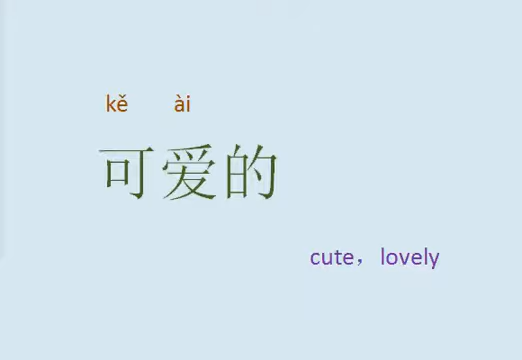 kě ài
可爱的
cute，lovely